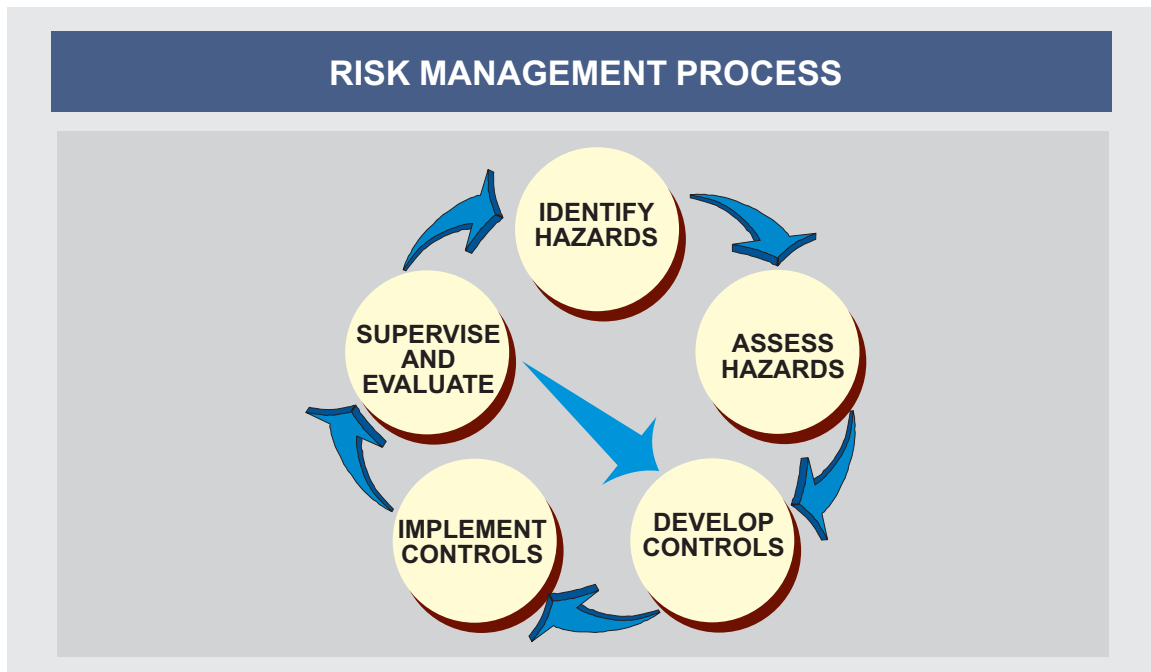 RISK MANAGEMENT PROCESS
IDENTIFY
HAZARDS
ASSESS
HAZARDS
DEVELOP
CONTROLS
IMPLEMENT
CONTROLS
SUPERVISE
AND
EVALUATE